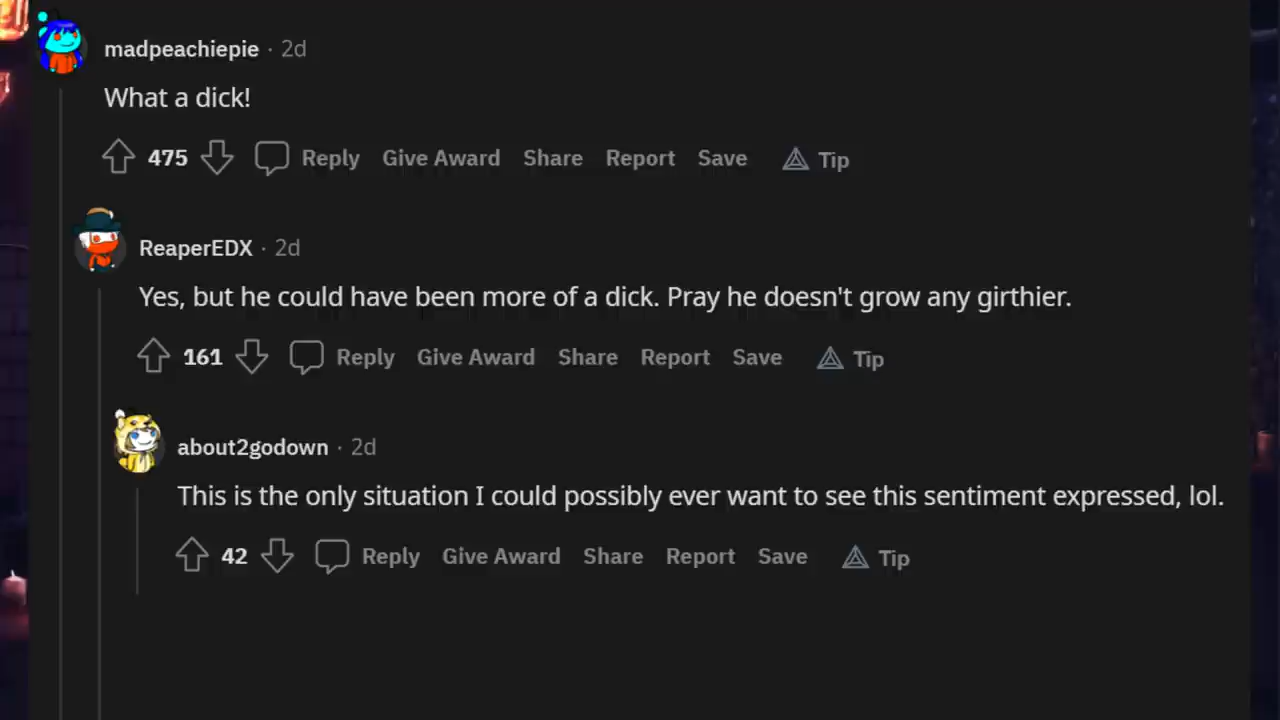 madpeachiepie · 2d
What a dick!
475 Reply Give Award Share Report Save Tip
ReaperEDX · 2d
Yes, but he could have been more of a dick. Pray he doesn't grow any girthier.
161 Reply Give Award Share Report Save Tip
about2godown · 2d
This is the only situation I could possibly ever want to see this sentiment expressed, lol.
42 Reply Give Award Share Report Save Tip